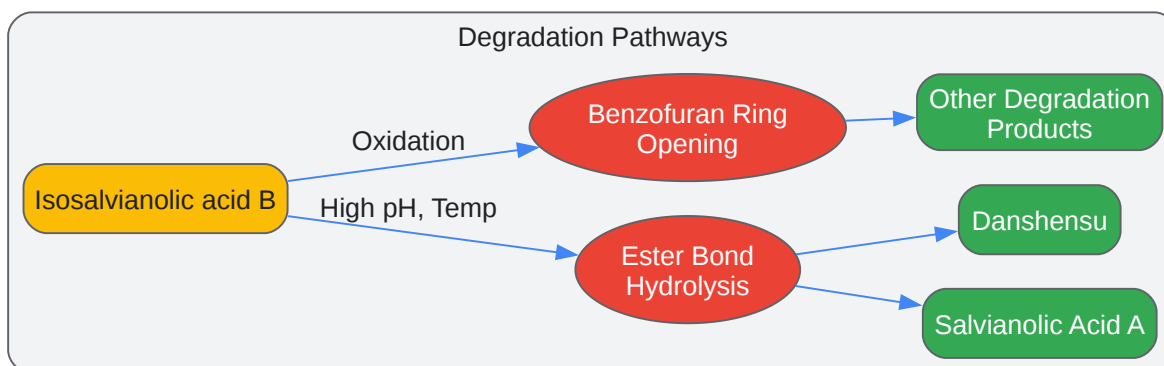 Degradation Pathways
Isosalvianolic acid B
Oxidation
High pH, Temp
Benzofuran Ring
Opening
Ester Bond
Hydrolysis
Other Degradation
Products
Danshensu
Salvianolic Acid A